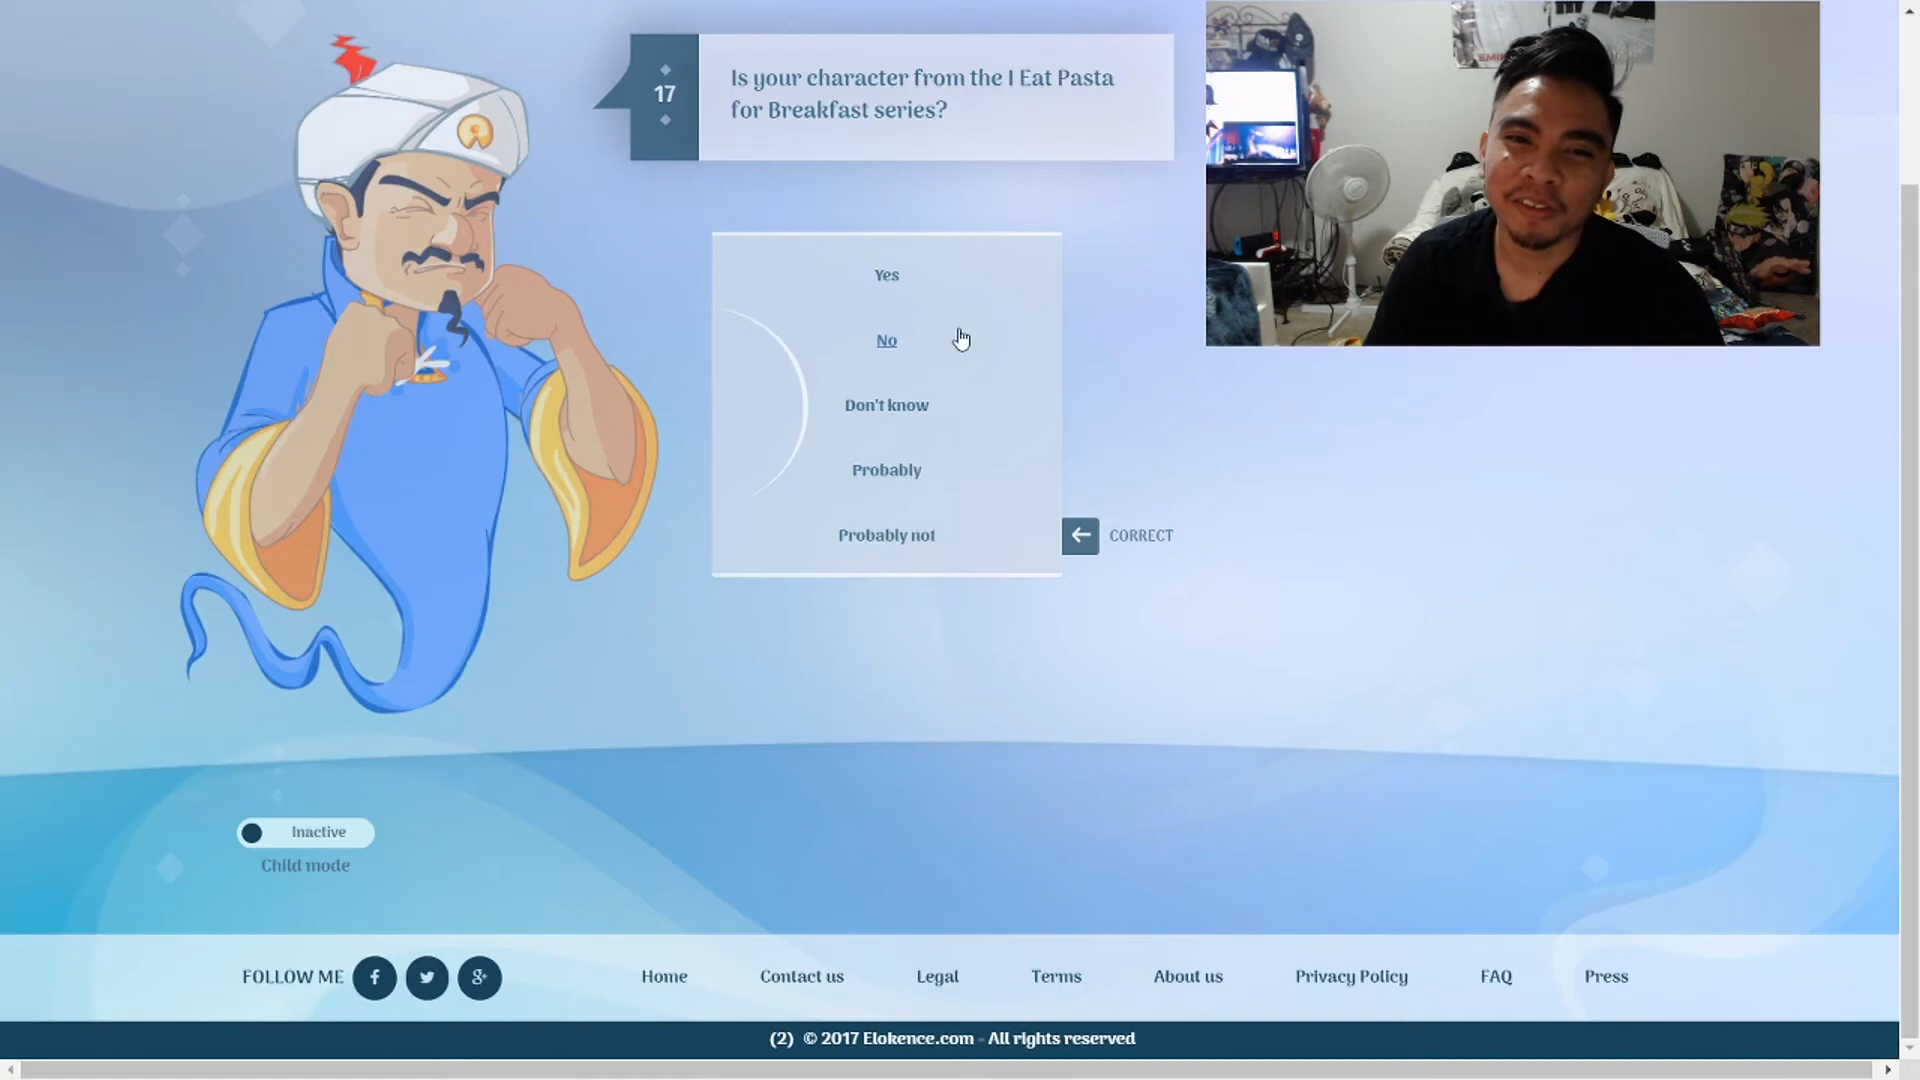 17
Is your character from the I Eat Pasta
for Breakfast series?
Yes
No
Don't know
Probably
Probably not
CORRECT
Inactive
Child mode
FOLLOW ME
Home
Contact us
Legal
Terms
About us
Privacy Policy
FAQ
Press
(2) © 2017 Elokence.com - All rights reserved